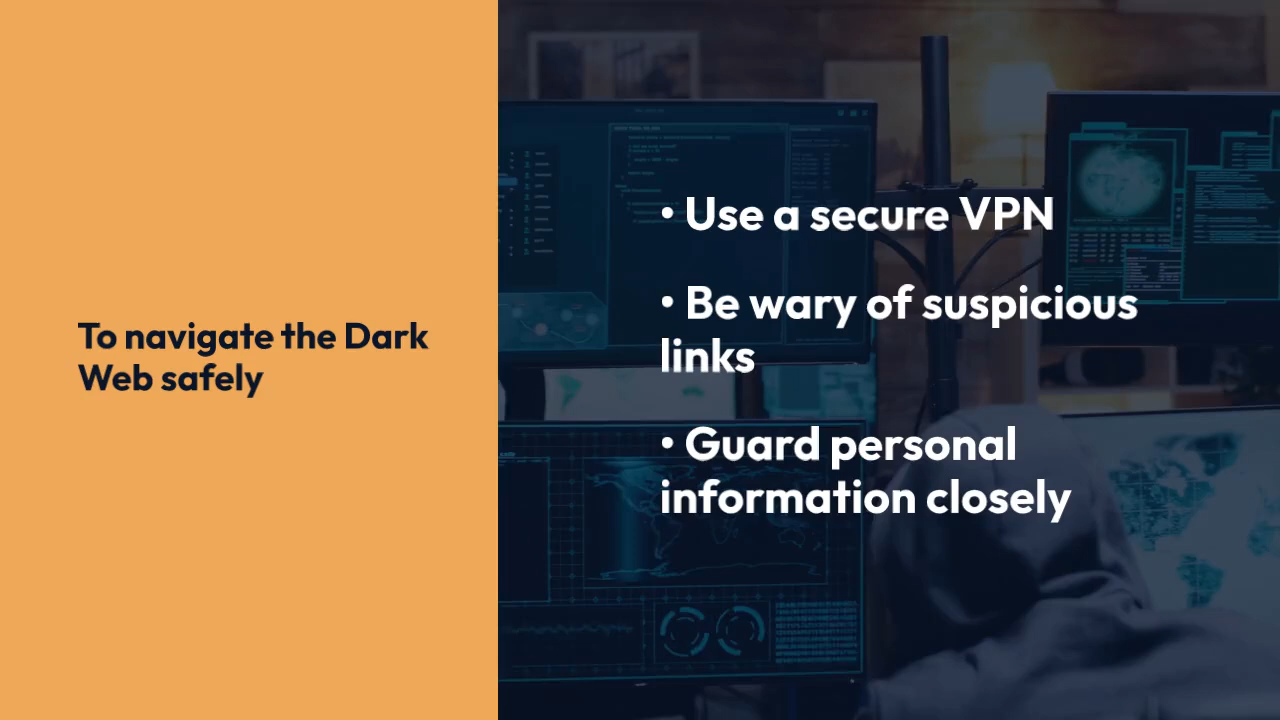 To navigate the Dark
Web safely
• Use a secure VPN
• Be wary of suspicious
links
• Guard personal
information closely